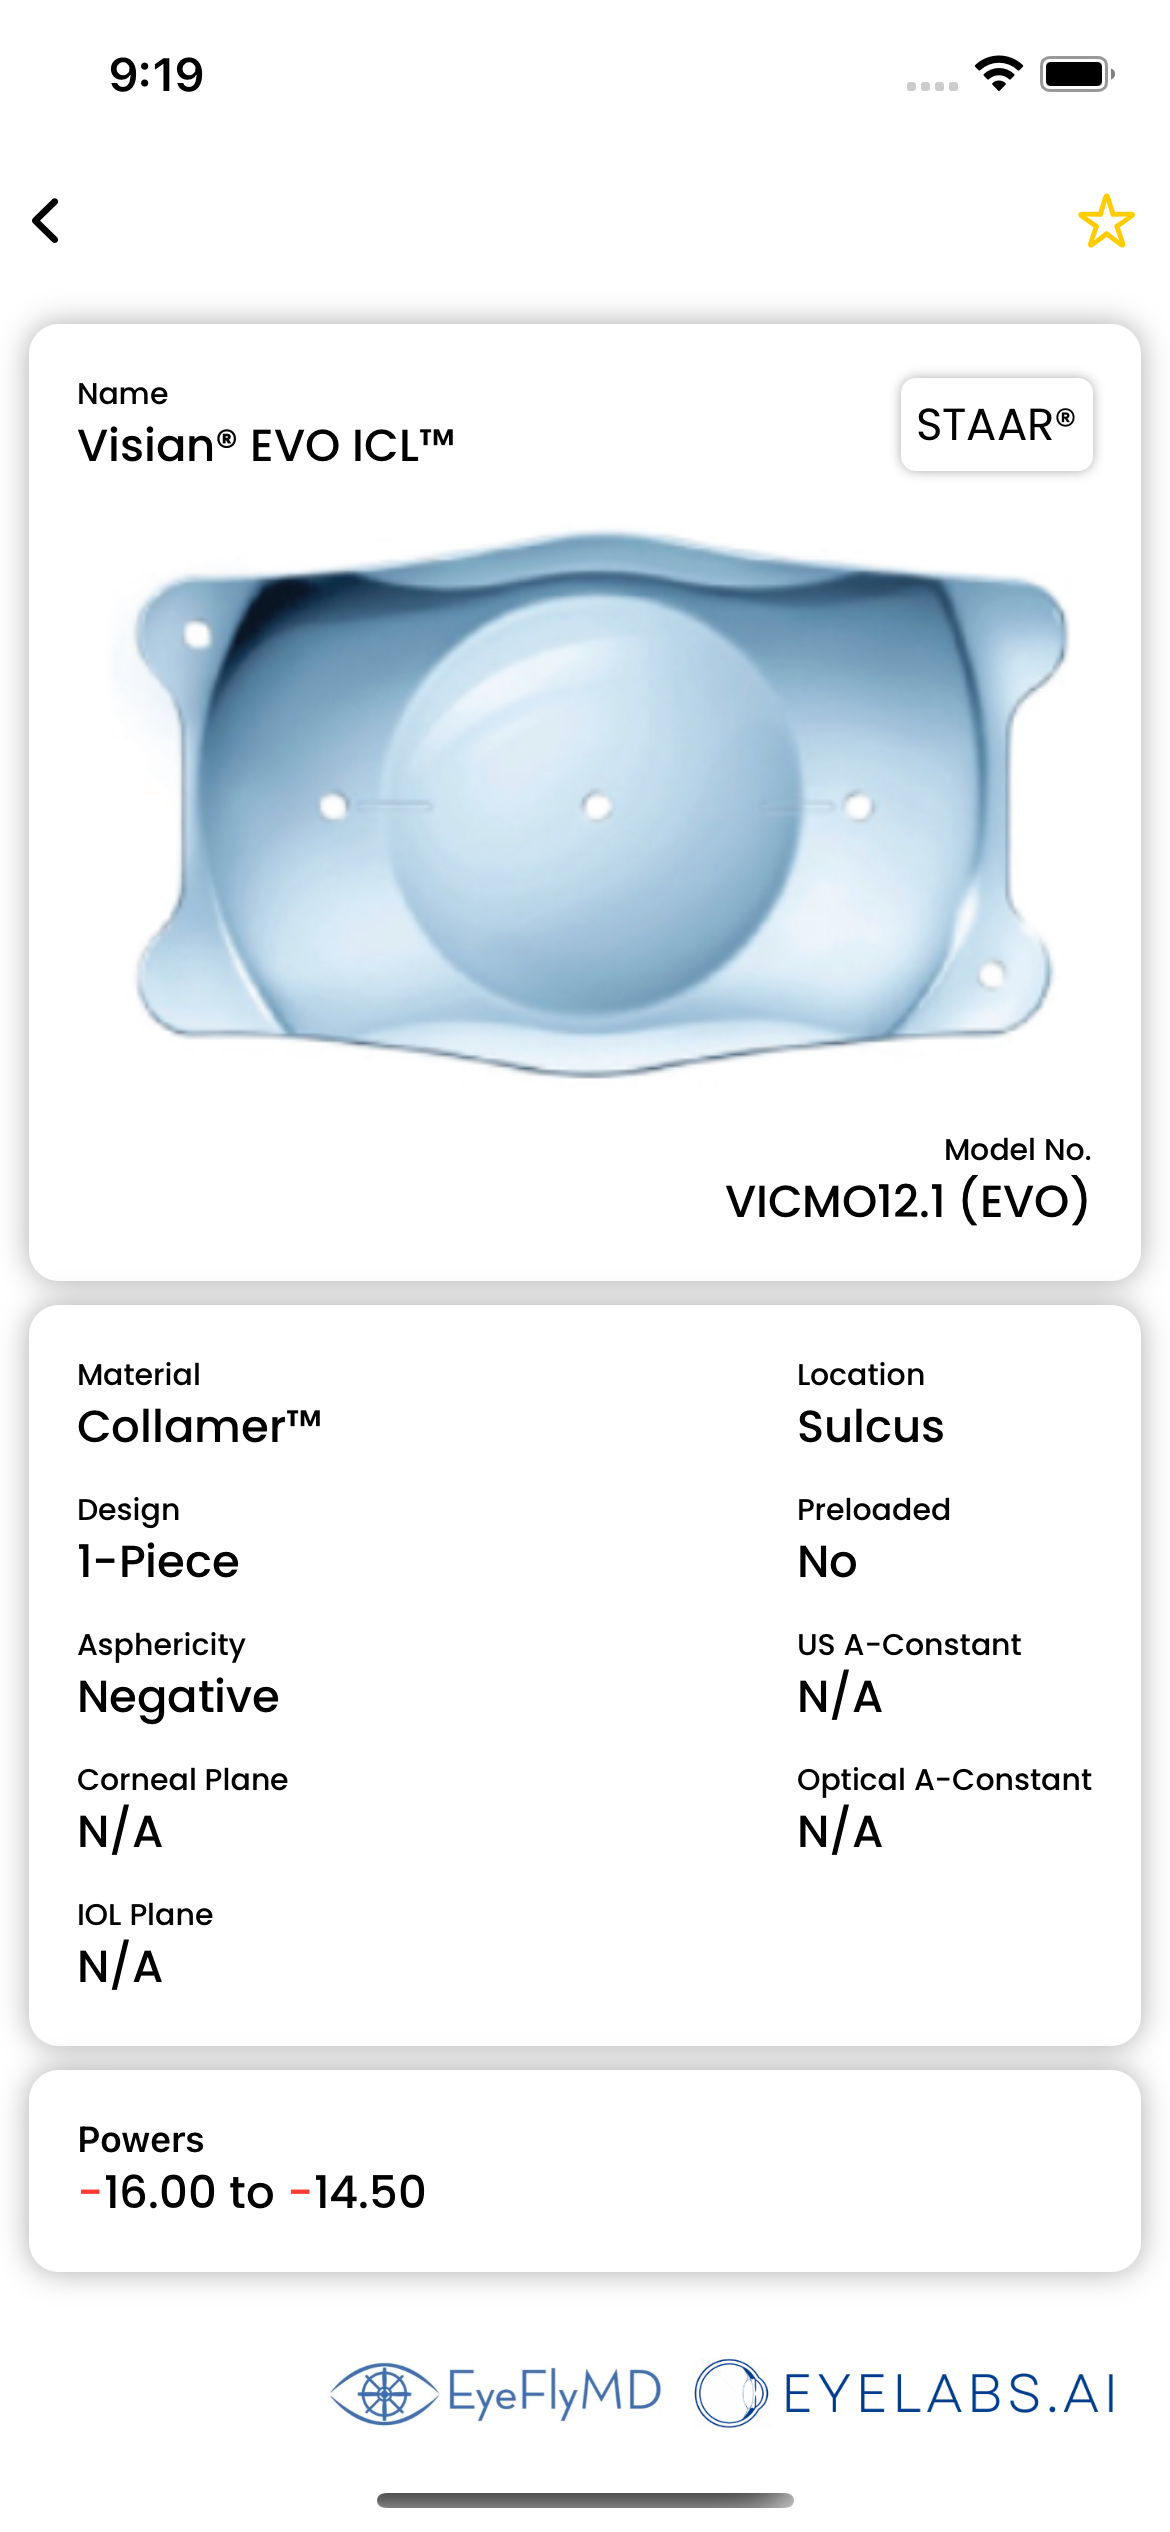 9:19
Name
Visian® EVO ICL™
STAAR®
Model No.
VICMO12.1 (EVO)
Material
Collamer™
Location
Sulcus
Design
1-Piece
Preloaded
No
Asphericity
Negative
US A-Constant
N/A
Corneal Plane
N/A
Optical A-Constant
N/A
IOL Plane
N/A
Powers
-16.00 to -14.50
EyeFlyMD
EYELABS.AI